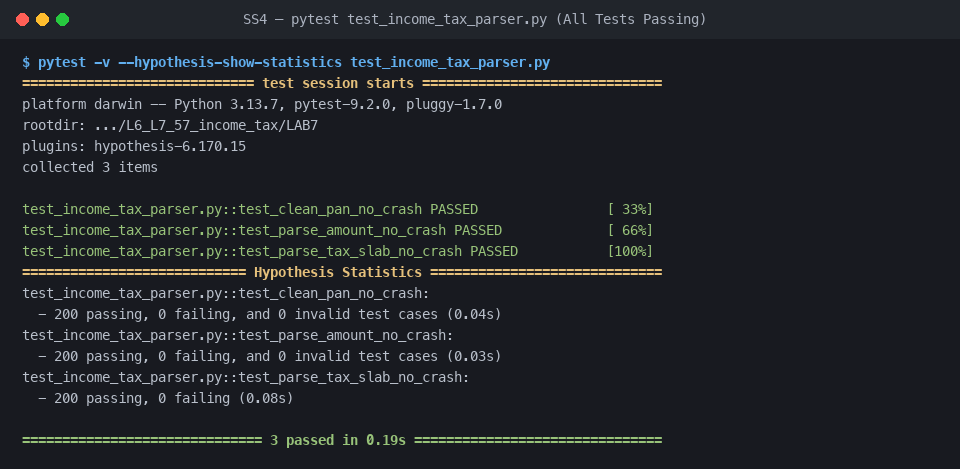 SS4 — pytest test_income_tax_parser.py (All Tests Passing)
$ pytest -v --hypothesis-show-statistics test_income_tax_parser.py
============================= test session starts ==============================
platform darwin -- Python 3.13.7, pytest-9.2.0, pluggy-1.7.0
rootdir: .../L6_L7_57_income_tax/LAB7
plugins: hypothesis-6.170.15
collected 3 items
test_income_tax_parser.py::test_clean_pan_no_crash PASSED                [ 33%]
test_income_tax_parser.py::test_parse_amount_no_crash PASSED             [ 66%]
test_income_tax_parser.py::test_parse_tax_slab_no_crash PASSED           [100%]
============================ Hypothesis Statistics =============================
test_income_tax_parser.py::test_clean_pan_no_crash:
  - 200 passing, 0 failing, and 0 invalid test cases (0.04s)
test_income_tax_parser.py::test_parse_amount_no_crash:
  - 200 passing, 0 failing, and 0 invalid test cases (0.03s)
test_income_tax_parser.py::test_parse_tax_slab_no_crash:
  - 200 passing, 0 failing (0.08s)
============================== 3 passed in 0.19s ===============================